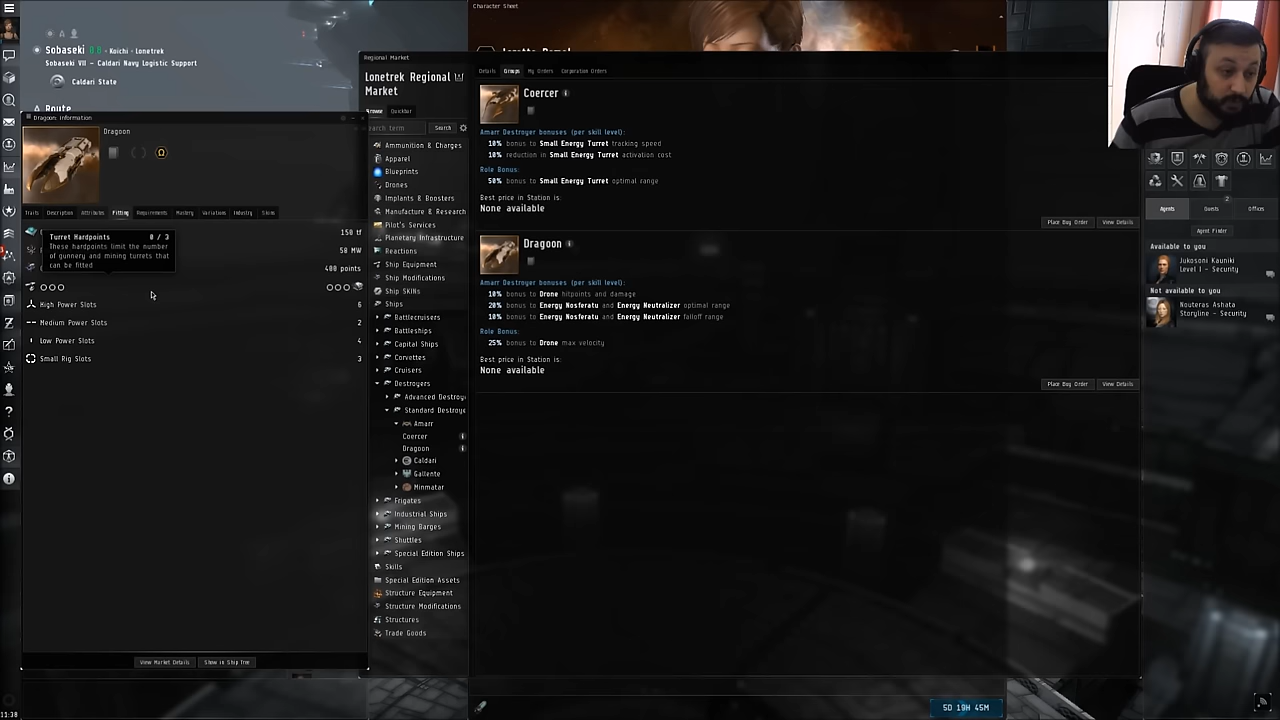 Character Sheet
Sobaseki 0.8 ◦ Koichi ◦ Lonetrek
Sobaseki VII - Caldari Navy Logistic Support
Caldari State
Route
Dragoon: Information
Dragoon
Traits Description Attributes Fitting Requirements Mastery Variations Industry Skins
150 tf
58 MW
400 points
Turret Hardpoints 0 / 3
These hardpoints limit the number
of gunnery and mining turrets that
can be fitted
High Power Slots 6
Medium Power Slots 2
Low Power Slots 4
Small Rig Slots 3
View Market Details Show in Ship Tree
Regional Market
Lonetrek Regional
Market
Browse Quickbar
search term Search
Ammunition & Charges
Apparel
Blueprints
Drones
Implants & Boosters
Manufacture & Research
Pilot's Services
Planetary Infrastructure
Reactions
Ship Equipment
Ship Modifications
Ship SKINs
Ships
Battlecruisers
Battleships
Capital Ships
Corvettes
Cruisers
Destroyers
Advanced Destroy
Standard Destroye
Amarr
Coercer
Dragoon
Caldari
Gallente
Minmatar
Frigates
Industrial Ships
Mining Barges
Shuttles
Special Edition Ships
Skills
Special Edition Assets
Structure Equipment
Structure Modifications
Structures
Trade Goods
Details Groups My Orders Corporation Orders
Coercer
Amarr Destroyer bonuses (per skill level):
10% bonus to Small Energy Turret tracking speed
10% reduction in Small Energy Turret activation cost
Role Bonus:
50% bonus to Small Energy Turret optimal range
Best price in Station is:
None available
Place Buy Order View Details
Dragoon
Amarr Destroyer bonuses (per skill level):
10% bonus to Drone hitpoints and damage
20% bonus to Energy Nosferatu and Energy Neutralizer optimal range
10% bonus to Energy Nosferatu and Energy Neutralizer falloff range
Role Bonus:
25% bonus to Drone max velocity
Best price in Station is:
None available
Place Buy Order View Details
2
Agents Quests Offices
Agent Finder
Available to you
Jukosoni Kauniki
Level I - Security
Not available to you
Nouteras Ashata
Storyline - Security
5D 19H 45M